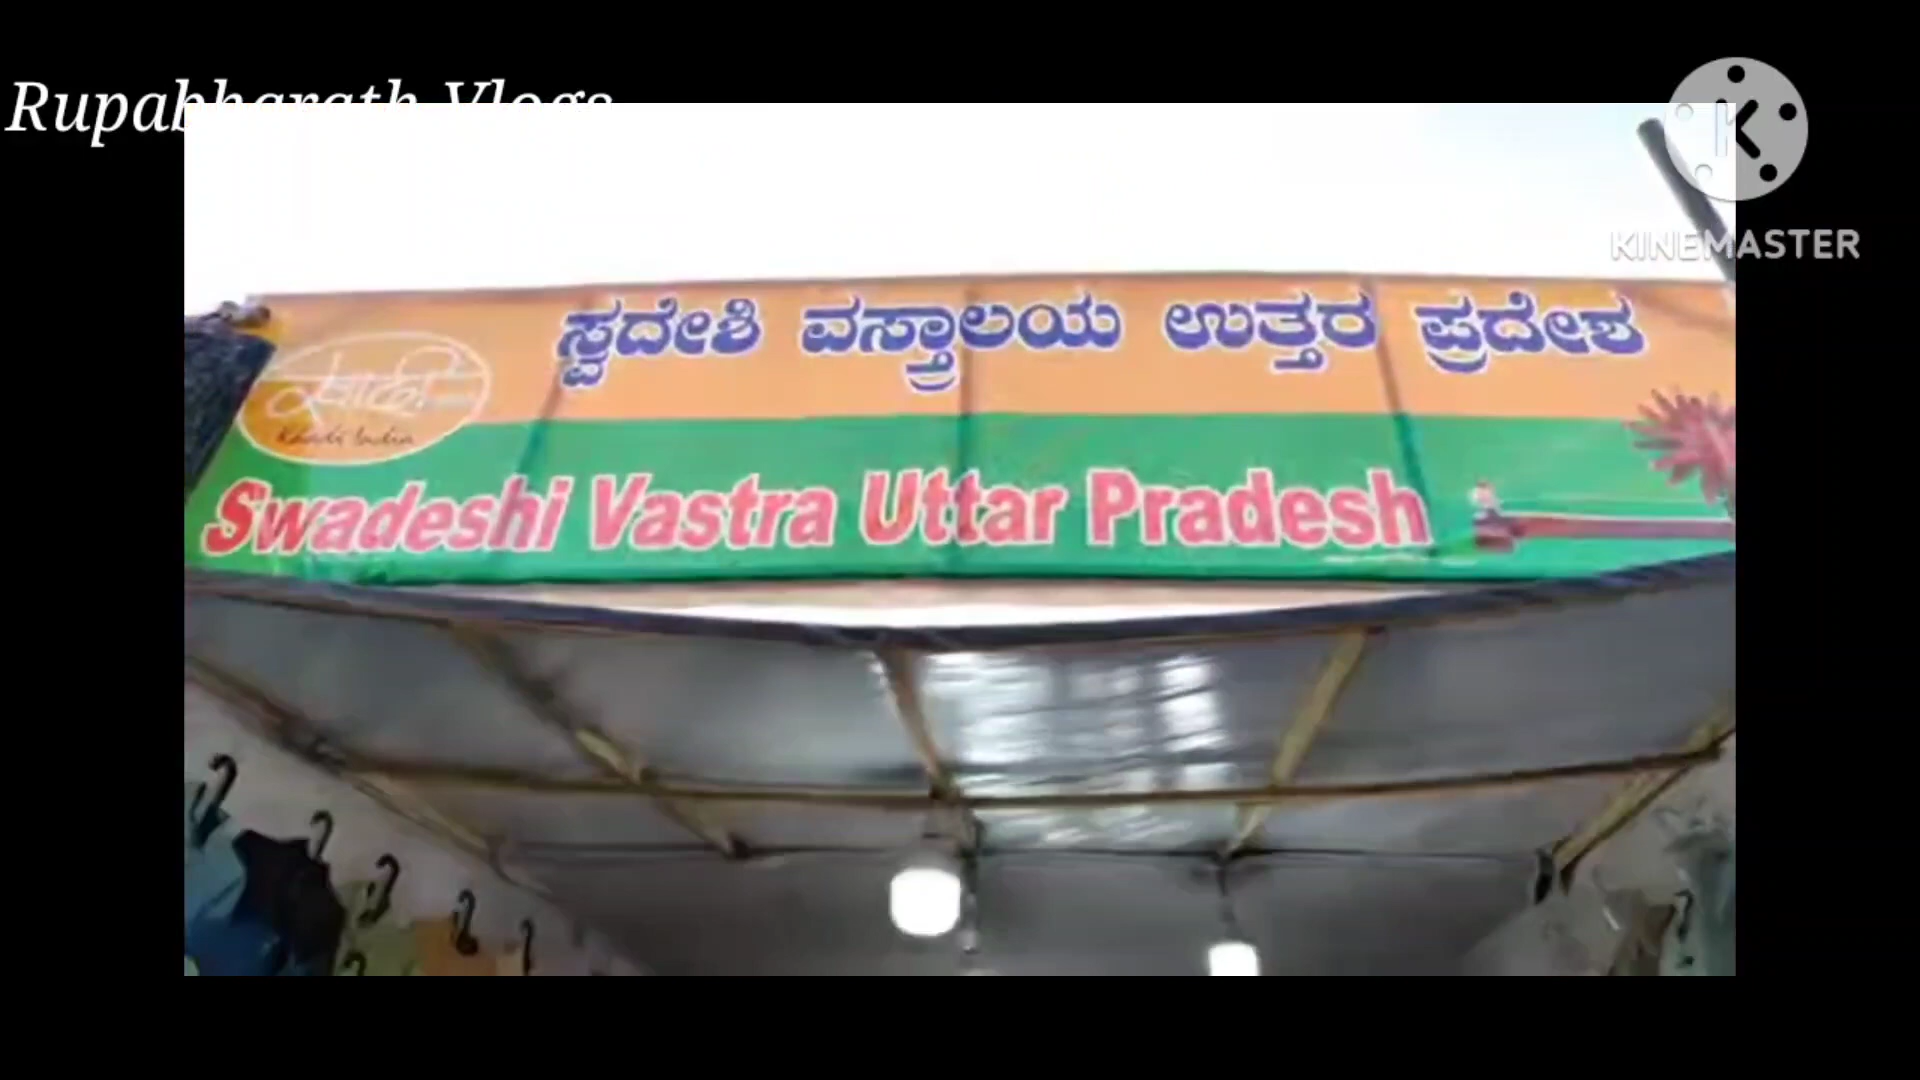 Rupabharath Vlogs
KINEMASTER
ಸ್ವದೇಶಿ ವಸ್ತ್ರಾಲಯ ಉತ್ತರ ಪ್ರದೇಶ
खादी
Khadi India
Swadeshi Vastra Uttar Pradesh